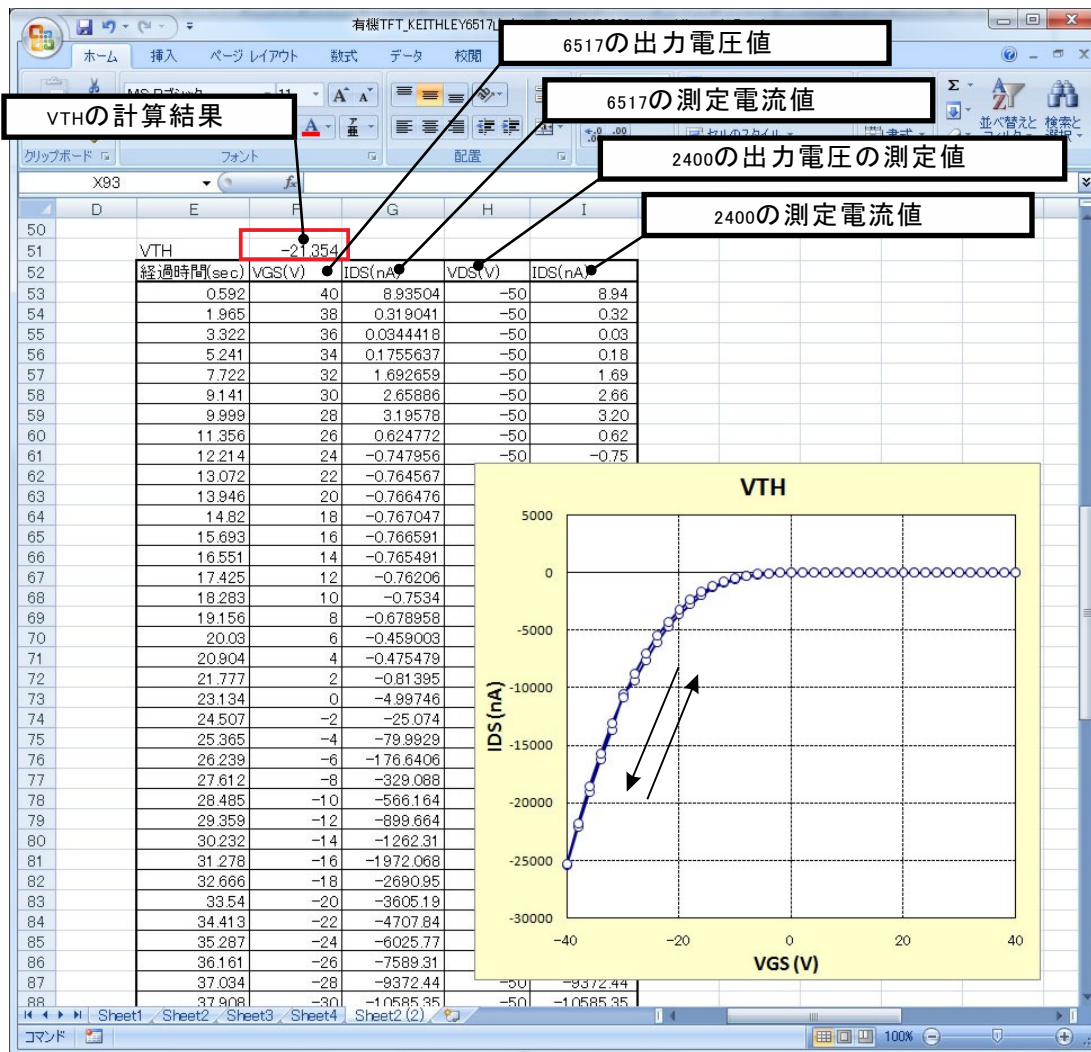 有機TFT_KEITHLEY6517
6517の出力電圧値
ホーム 挿入 ページ レイアウト 数式 データ 校閲
6517の測定電流値
VTHの計算結果
11
並べ替えと 検索と
2400の出力電圧の測定値
クリップボード フォント 配置
X93
2400の測定電流値
D E F G H I
50
51 VTH -21.354
52 経過時間(sec) VGS(V) IDS(nA) VDS(V) IDS(nA)
53 0.592 40 8.93504 -50 8.94
54 1.965 38 0.319041 -50 0.32
55 3.322 36 0.0344418 -50 0.03
56 5.241 34 0.1755637 -50 0.18
57 7.722 32 1.692659 -50 1.69
58 9.141 30 2.65886 -50 2.66
59 9.999 28 3.19578 -50 3.20
60 11.356 26 0.624772 -50 0.62
61 12.214 24 -0.747956 -50 -0.75
62 13.072 22 -0.764567
63 13.946 20 -0.766476
64 14.82 18 -0.767047
65 15.693 16 -0.766591
66 16.551 14 -0.765491
67 17.425 12 -0.76206
68 18.283 10 -0.7534
69 19.156 8 -0.678958
70 20.03 6 -0.459003
71 20.904 4 -0.475479
72 21.777 2 -0.81395
73 23.134 0 -4.99746
74 24.507 -2 -25.074
75 25.365 -4 -79.9929
76 26.239 -6 -176.6406
77 27.612 -8 -329.088
78 28.485 -10 -566.164
79 29.359 -12 -899.664
80 30.232 -14 -1262.31
81 31.278 -16 -1972.068
82 32.666 -18 -2690.95
83 33.54 -20 -3605.19
84 34.413 -22 -4707.84
85 35.287 -24 -6025.77
86 36.161 -26 -7589.31
87 37.034 -28 -9372.44 -50 -9372.44
88 37.908 -30 -10585.35 -50 -10585.35
VTH
5000
0
-5000
-10000
-15000
-20000
-25000
-30000
IDS (nA)
-40 -20 0 20 40
VGS (V)
Sheet1 Sheet2 Sheet3 Sheet4 Sheet2 (2)
コマンド 100%